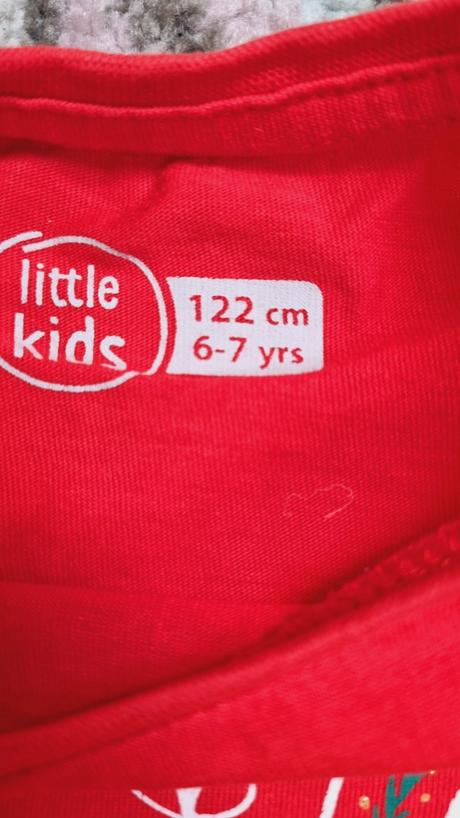 little
kids
122 cm
6-7 yrs